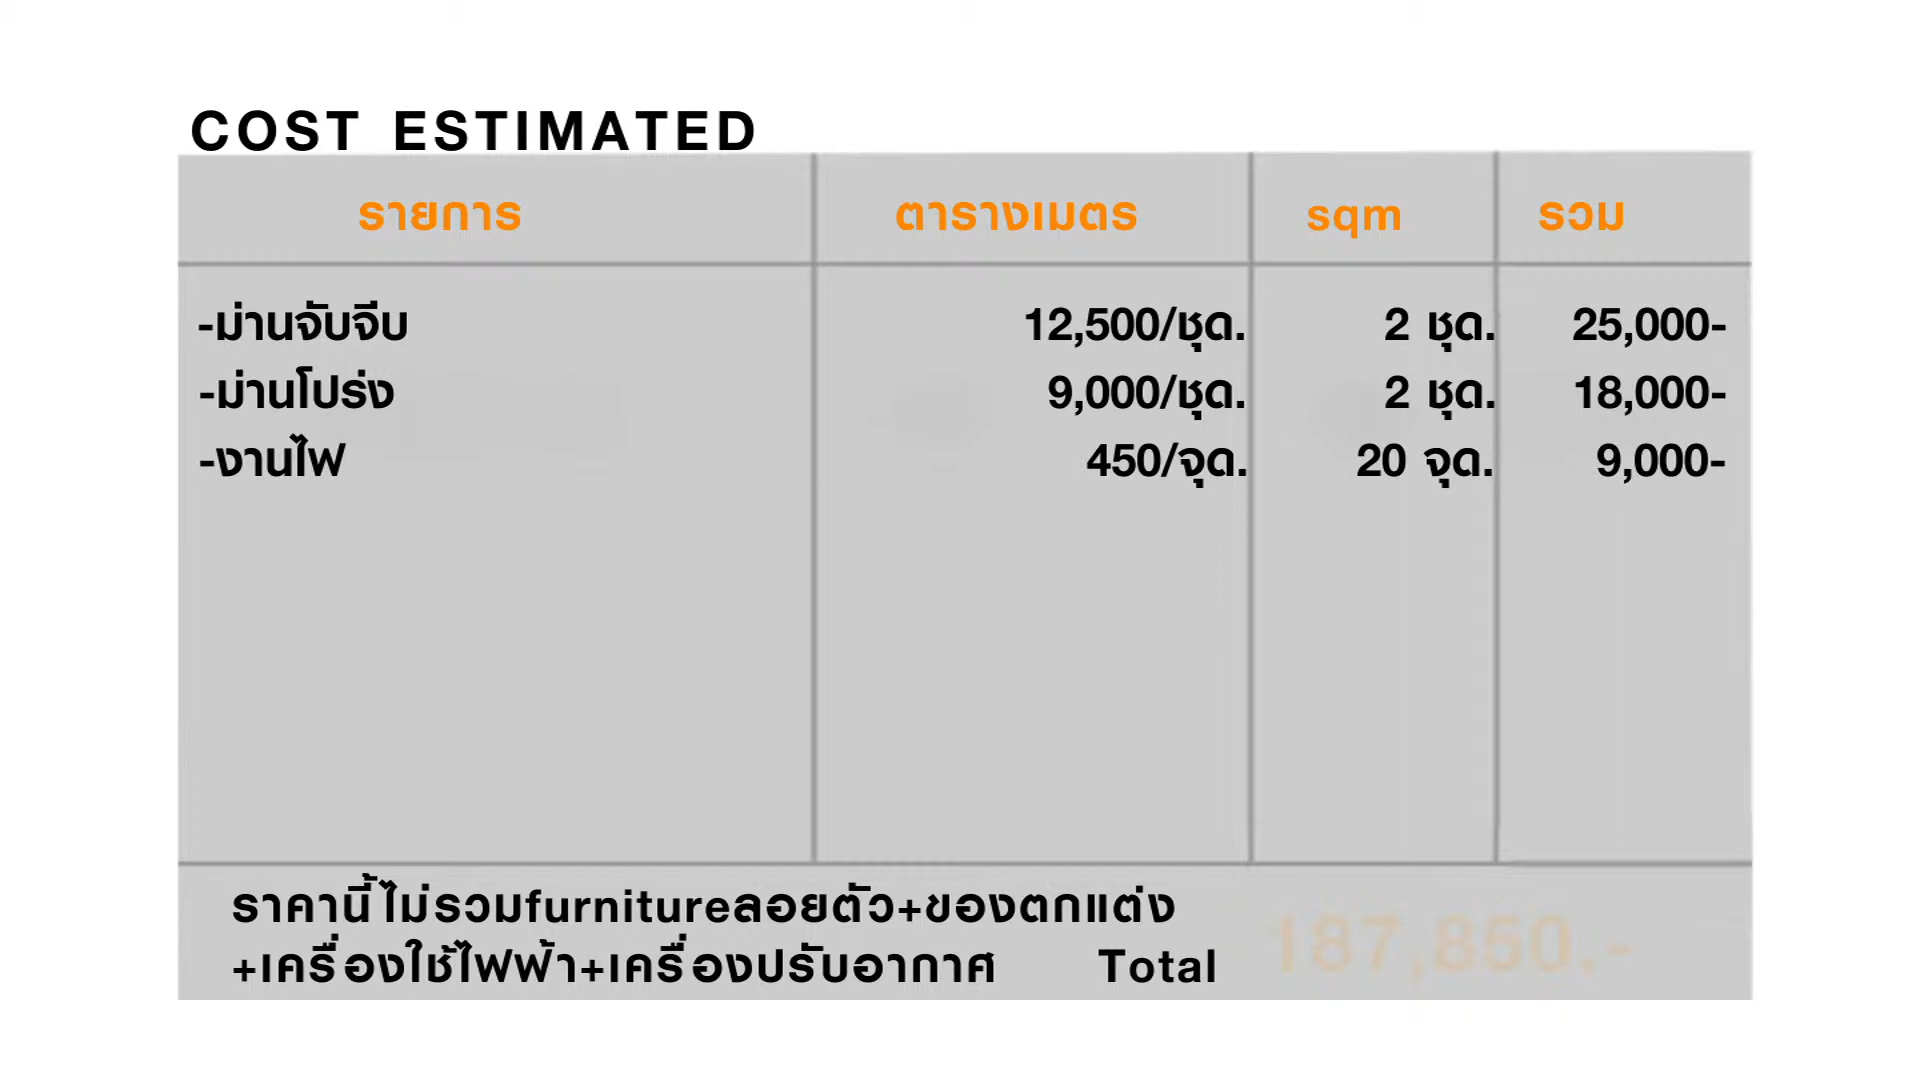 COST ESTIMATED
รายการ ตารางเมตร sqm รวม
-ม่านจับจีบ 12,500/ชุด. 2 ชุด. 25,000-
-ม่านโปร่ง 9,000/ชุด. 2 ชุด. 18,000-
-งานไฟ 450/จุด. 20 จุด. 9,000-
ราคานี้ไม่รวมfurnitureลอยตัว+ของตกแต่ง
+เครื่องใช้ไฟฟ้า+เครื่องปรับอากาศ Total 187,850.-